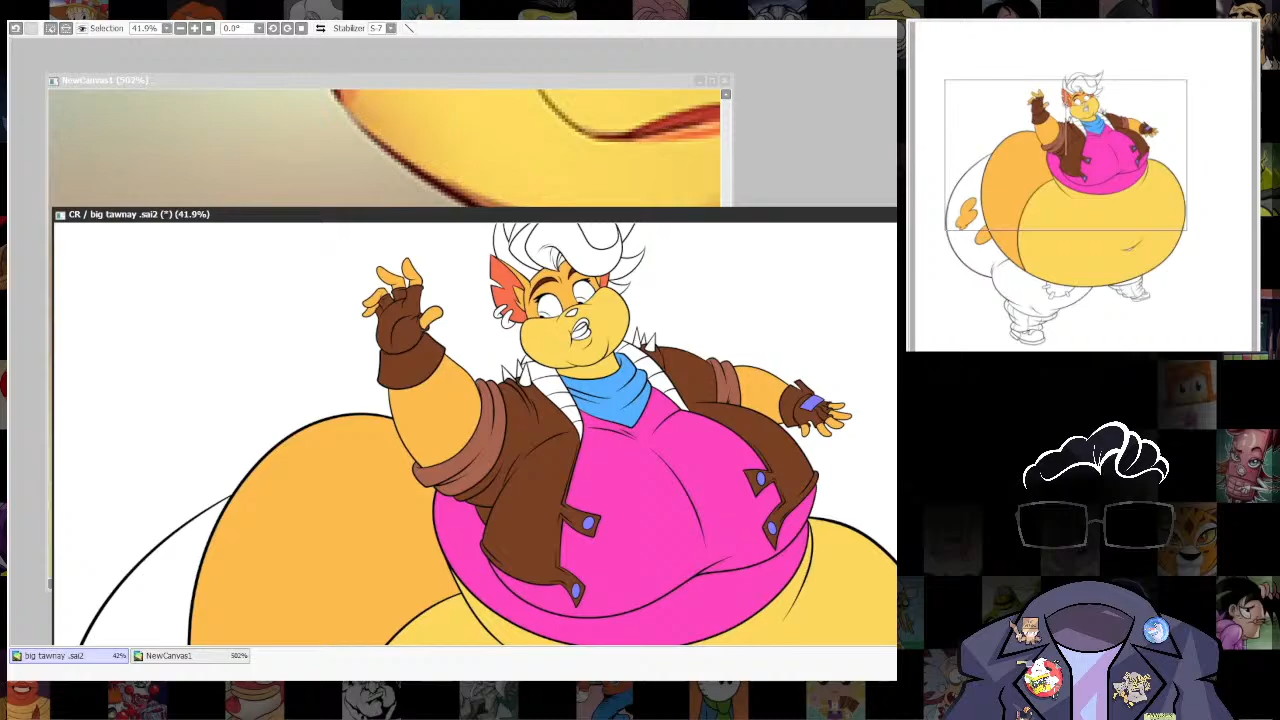 Selection 41.9% 0.0° Stabilizer S-7
NewCanvas1 (502%)
CR / big tawnay .sai2 (*) (41.9%)
big tawnay .sai2 42% NewCanvas1 502%